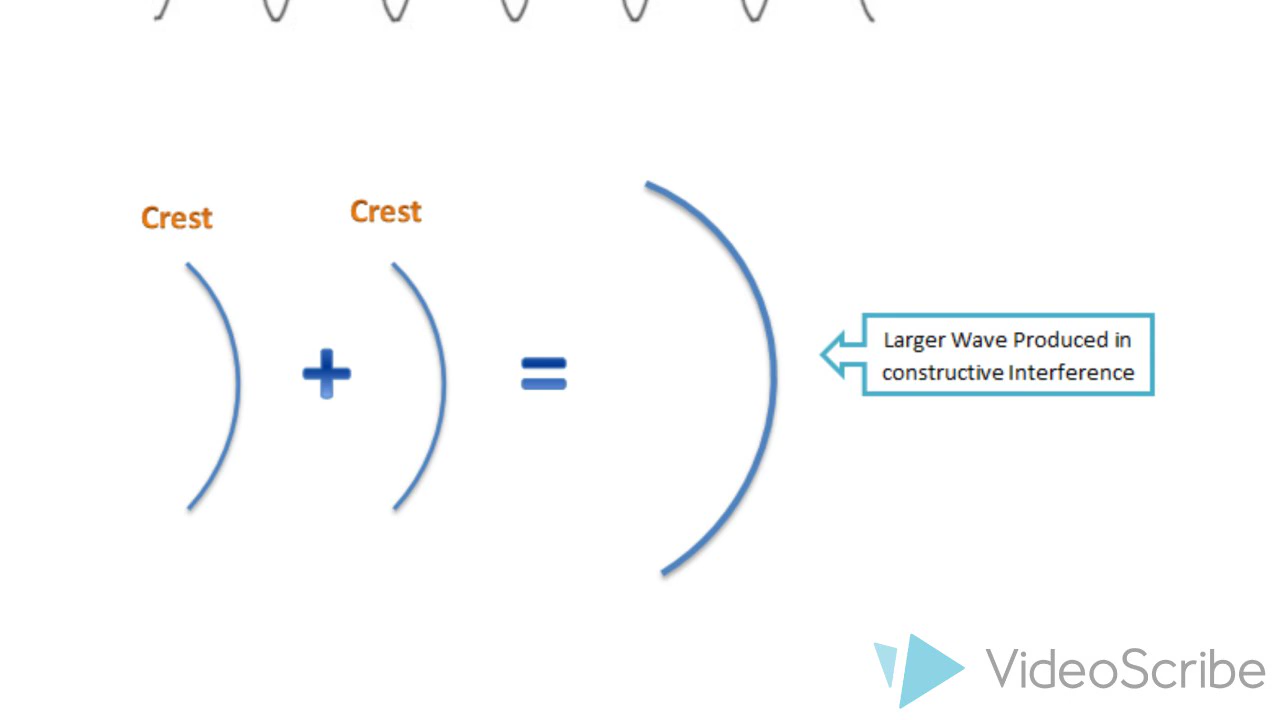 Crest
Crest
+
=
Larger Wave Produced in
constructive Interference
VideoScribe